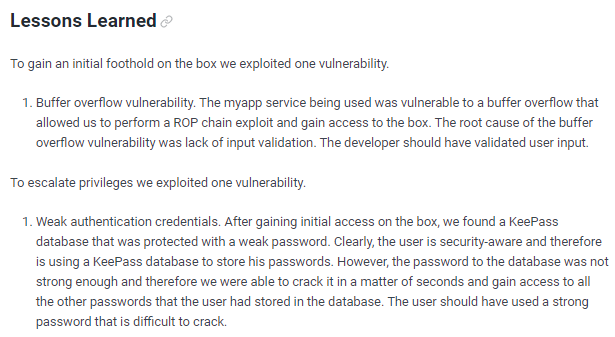 Lessons Learned
To gain an initial foothold on the box we exploited one vulnerability.
1. Buffer overflow vulnerability. The myapp service being used was vulnerable to a buffer overflow that
allowed us to perform a ROP chain exploit and gain access to the box. The root cause of the buffer
overflow vulnerability was lack of input validation. The developer should have validated user input.
To escalate privileges we exploited one vulnerability.
1. Weak authentication credentials. After gaining initial access on the box, we found a KeePass
database that was protected with a weak password. Clearly, the user is security-aware and therefore
is using a KeePass database to store his passwords. However, the password to the database was not
strong enough and therefore we were able to crack it in a matter of seconds and gain access to all
the other passwords that the user had stored in the database. The user should have used a strong
password that is difficult to crack.